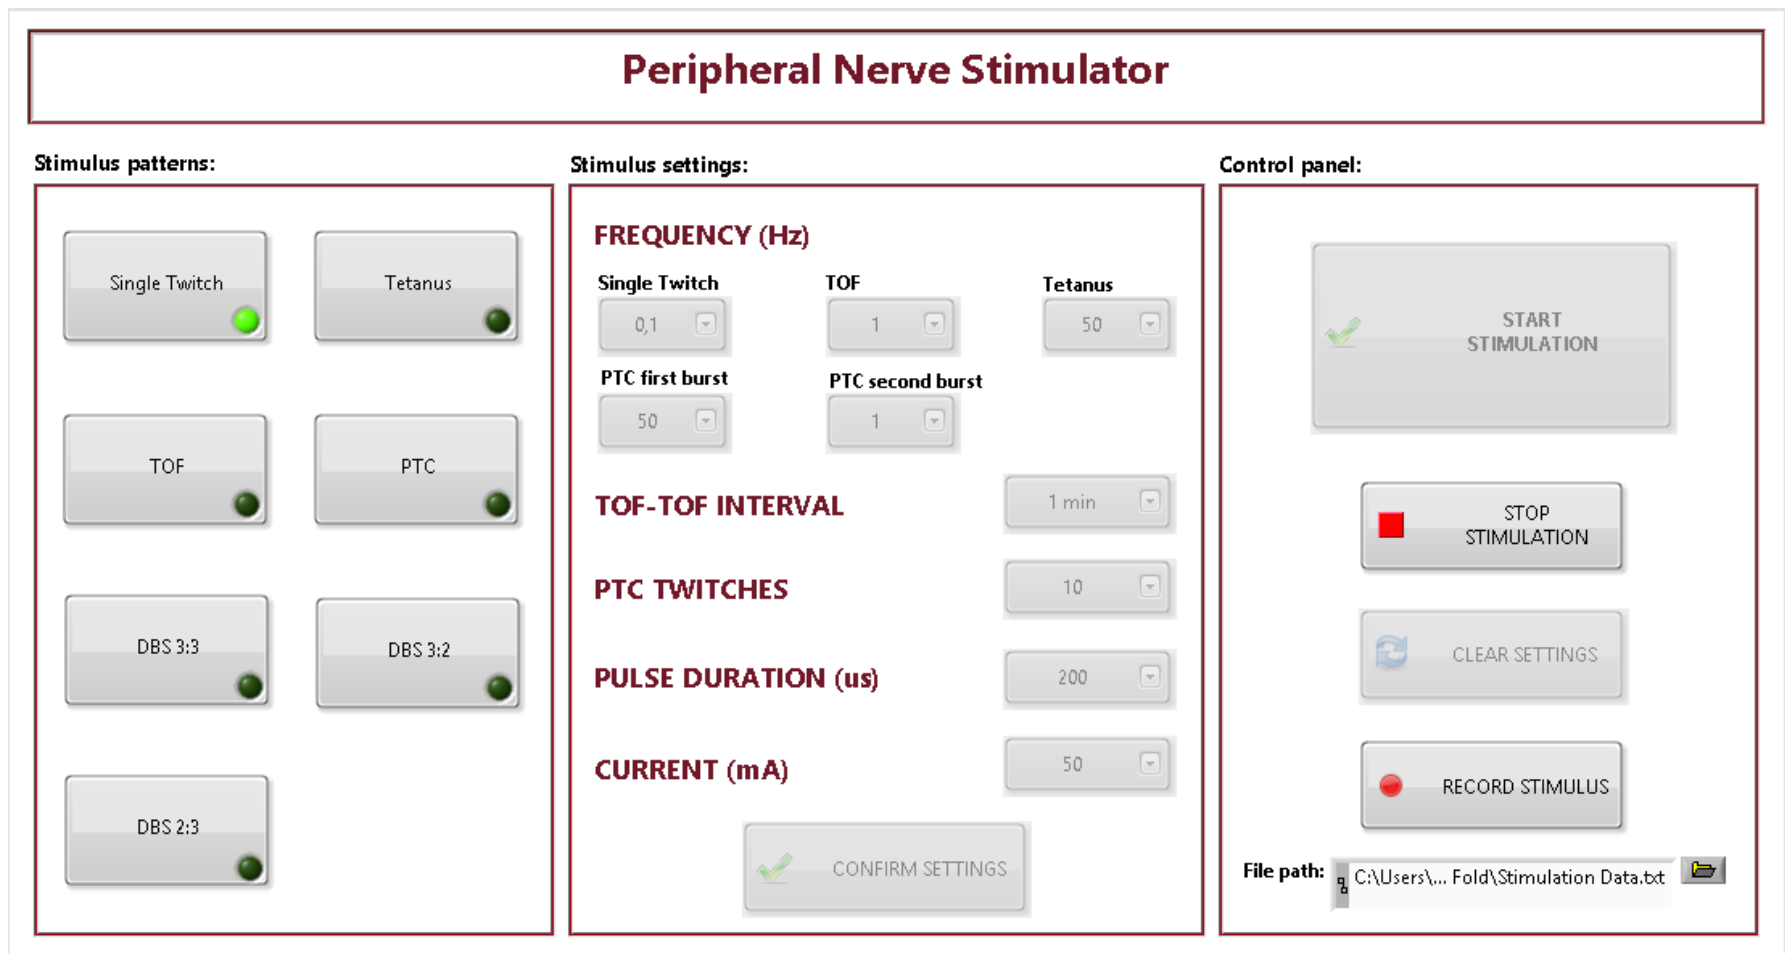 Peripheral Nerve Stimulator
Stimulus patterns:
Single Twitch
Tetanus
TOF
PTC
DBS 3:3
DBS 3:2
DBS 2:3
Stimulus settings:
FREQUENCY (Hz)
Single Twitch
TOF
Tetanus
0,1
1
50
PTC first burst
PTC second burst
50
1
TOF-TOF INTERVAL
1 min
PTC TWITCHES
10
PULSE DURATION (us)
200
CURRENT (mA)
50
CONFIRM SETTINGS
Control panel:
START
STIMULATION
STOP
STIMULATION
CLEAR SETTINGS
RECORD STIMULUS
File path:
C:\Users\... Fold\Stimulation Data.txt